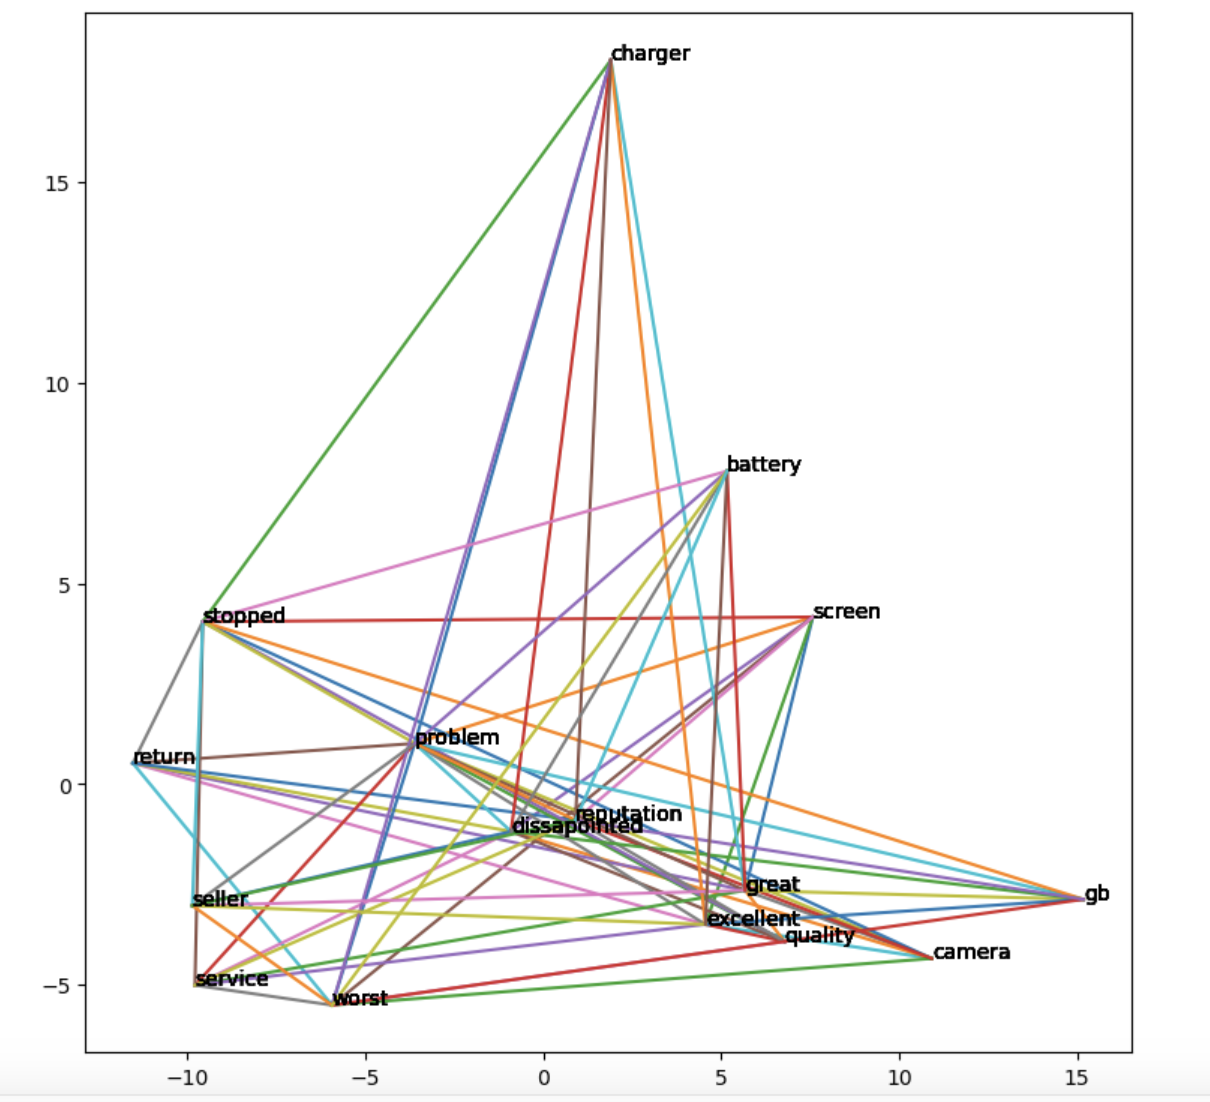 charger
15
10
battery
5
stopped
screen
problem
return
0
reputation
dissapointed
great
gb
seller
excellent
quality
camera
service
−5
worst
−10
−5
0
5
10
15